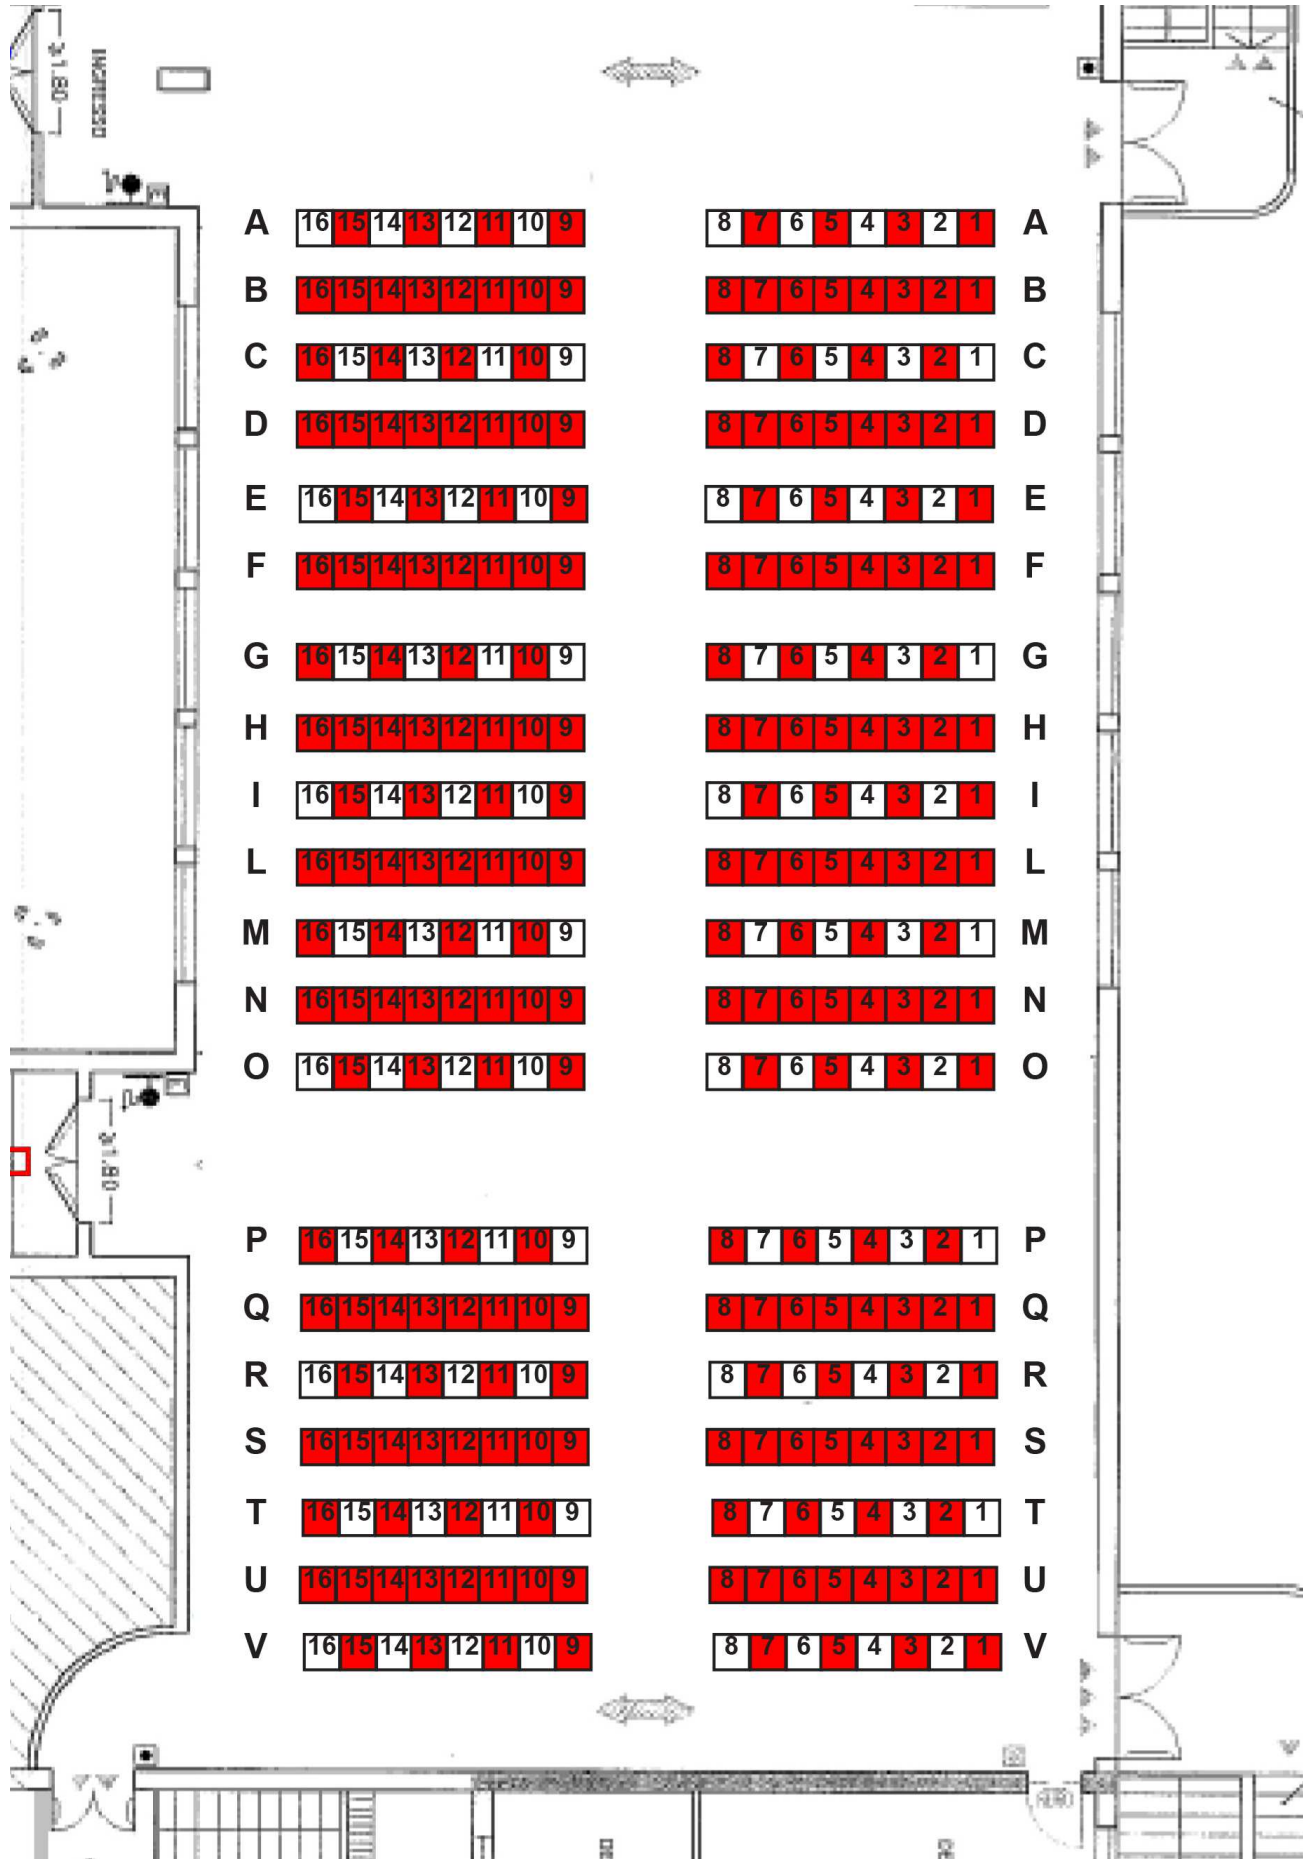 31.80
INGRESSO
A 16 15 14 13 12 11 10 9 8 7 6 5 4 3 2 1 A
B 16 15 14 13 12 11 10 9 8 7 6 5 4 3 2 1 B
C 16 15 14 13 12 11 10 9 8 7 6 5 4 3 2 1 C
D 16 15 14 13 12 11 10 9 8 7 6 5 4 3 2 1 D
E 16 15 14 13 12 11 10 9 8 7 6 5 4 3 2 1 E
F 16 15 14 13 12 11 10 9 8 7 6 5 4 3 2 1 F
G 16 15 14 13 12 11 10 9 8 7 6 5 4 3 2 1 G
H 16 15 14 13 12 11 10 9 8 7 6 5 4 3 2 1 H
I 16 15 14 13 12 11 10 9 8 7 6 5 4 3 2 1 I
L 16 15 14 13 12 11 10 9 8 7 6 5 4 3 2 1 L
M 16 15 14 13 12 11 10 9 8 7 6 5 4 3 2 1 M
N 16 15 14 13 12 11 10 9 8 7 6 5 4 3 2 1 N
O 16 15 14 13 12 11 10 9 8 7 6 5 4 3 2 1 O
31.80
P 16 15 14 13 12 11 10 9 8 7 6 5 4 3 2 1 P
Q 16 15 14 13 12 11 10 9 8 7 6 5 4 3 2 1 Q
R 16 15 14 13 12 11 10 9 8 7 6 5 4 3 2 1 R
S 16 15 14 13 12 11 10 9 8 7 6 5 4 3 2 1 S
T 16 15 14 13 12 11 10 9 8 7 6 5 4 3 2 1 T
U 16 15 14 13 12 11 10 9 8 7 6 5 4 3 2 1 U
V 16 15 14 13 12 11 10 9 8 7 6 5 4 3 2 1 V